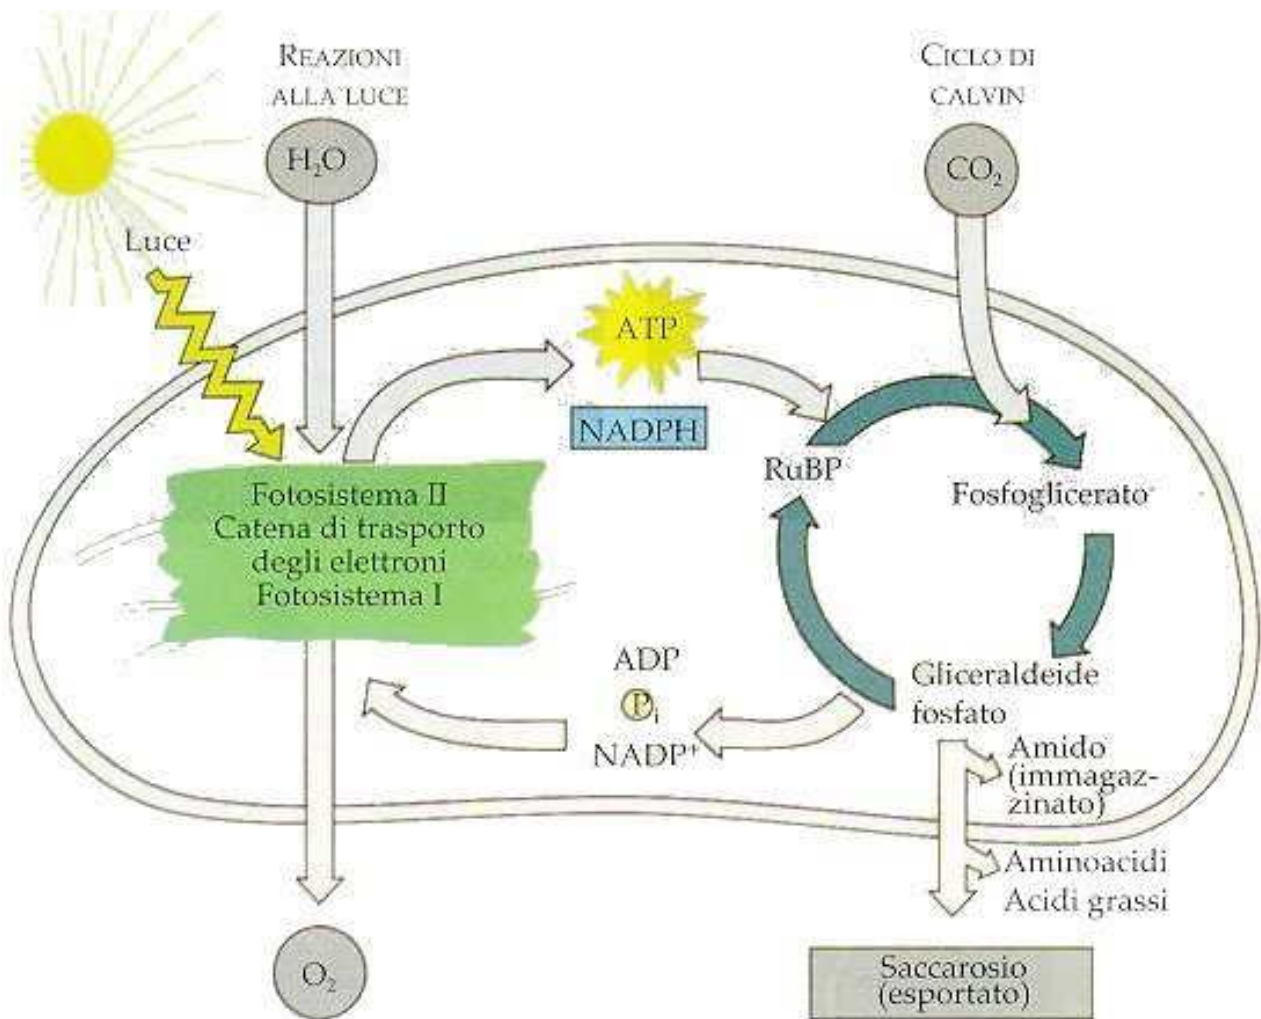 REAZIONI
ALLA LUCE
H₂O
Luce
CICLO DI
CALVIN
CO₂
ATP
NADPH
RuBP
Fosfoglicerato
Fotosistema II
Catena di trasporto
degli elettroni
Fotosistema I
ADP
Pi
NADP⁺
Gliceraldeide
fosfato
Amido
(immagaz-
zinato)
Aminoacidi
Acidi grassi
O₂
Saccarosio
(esportato)